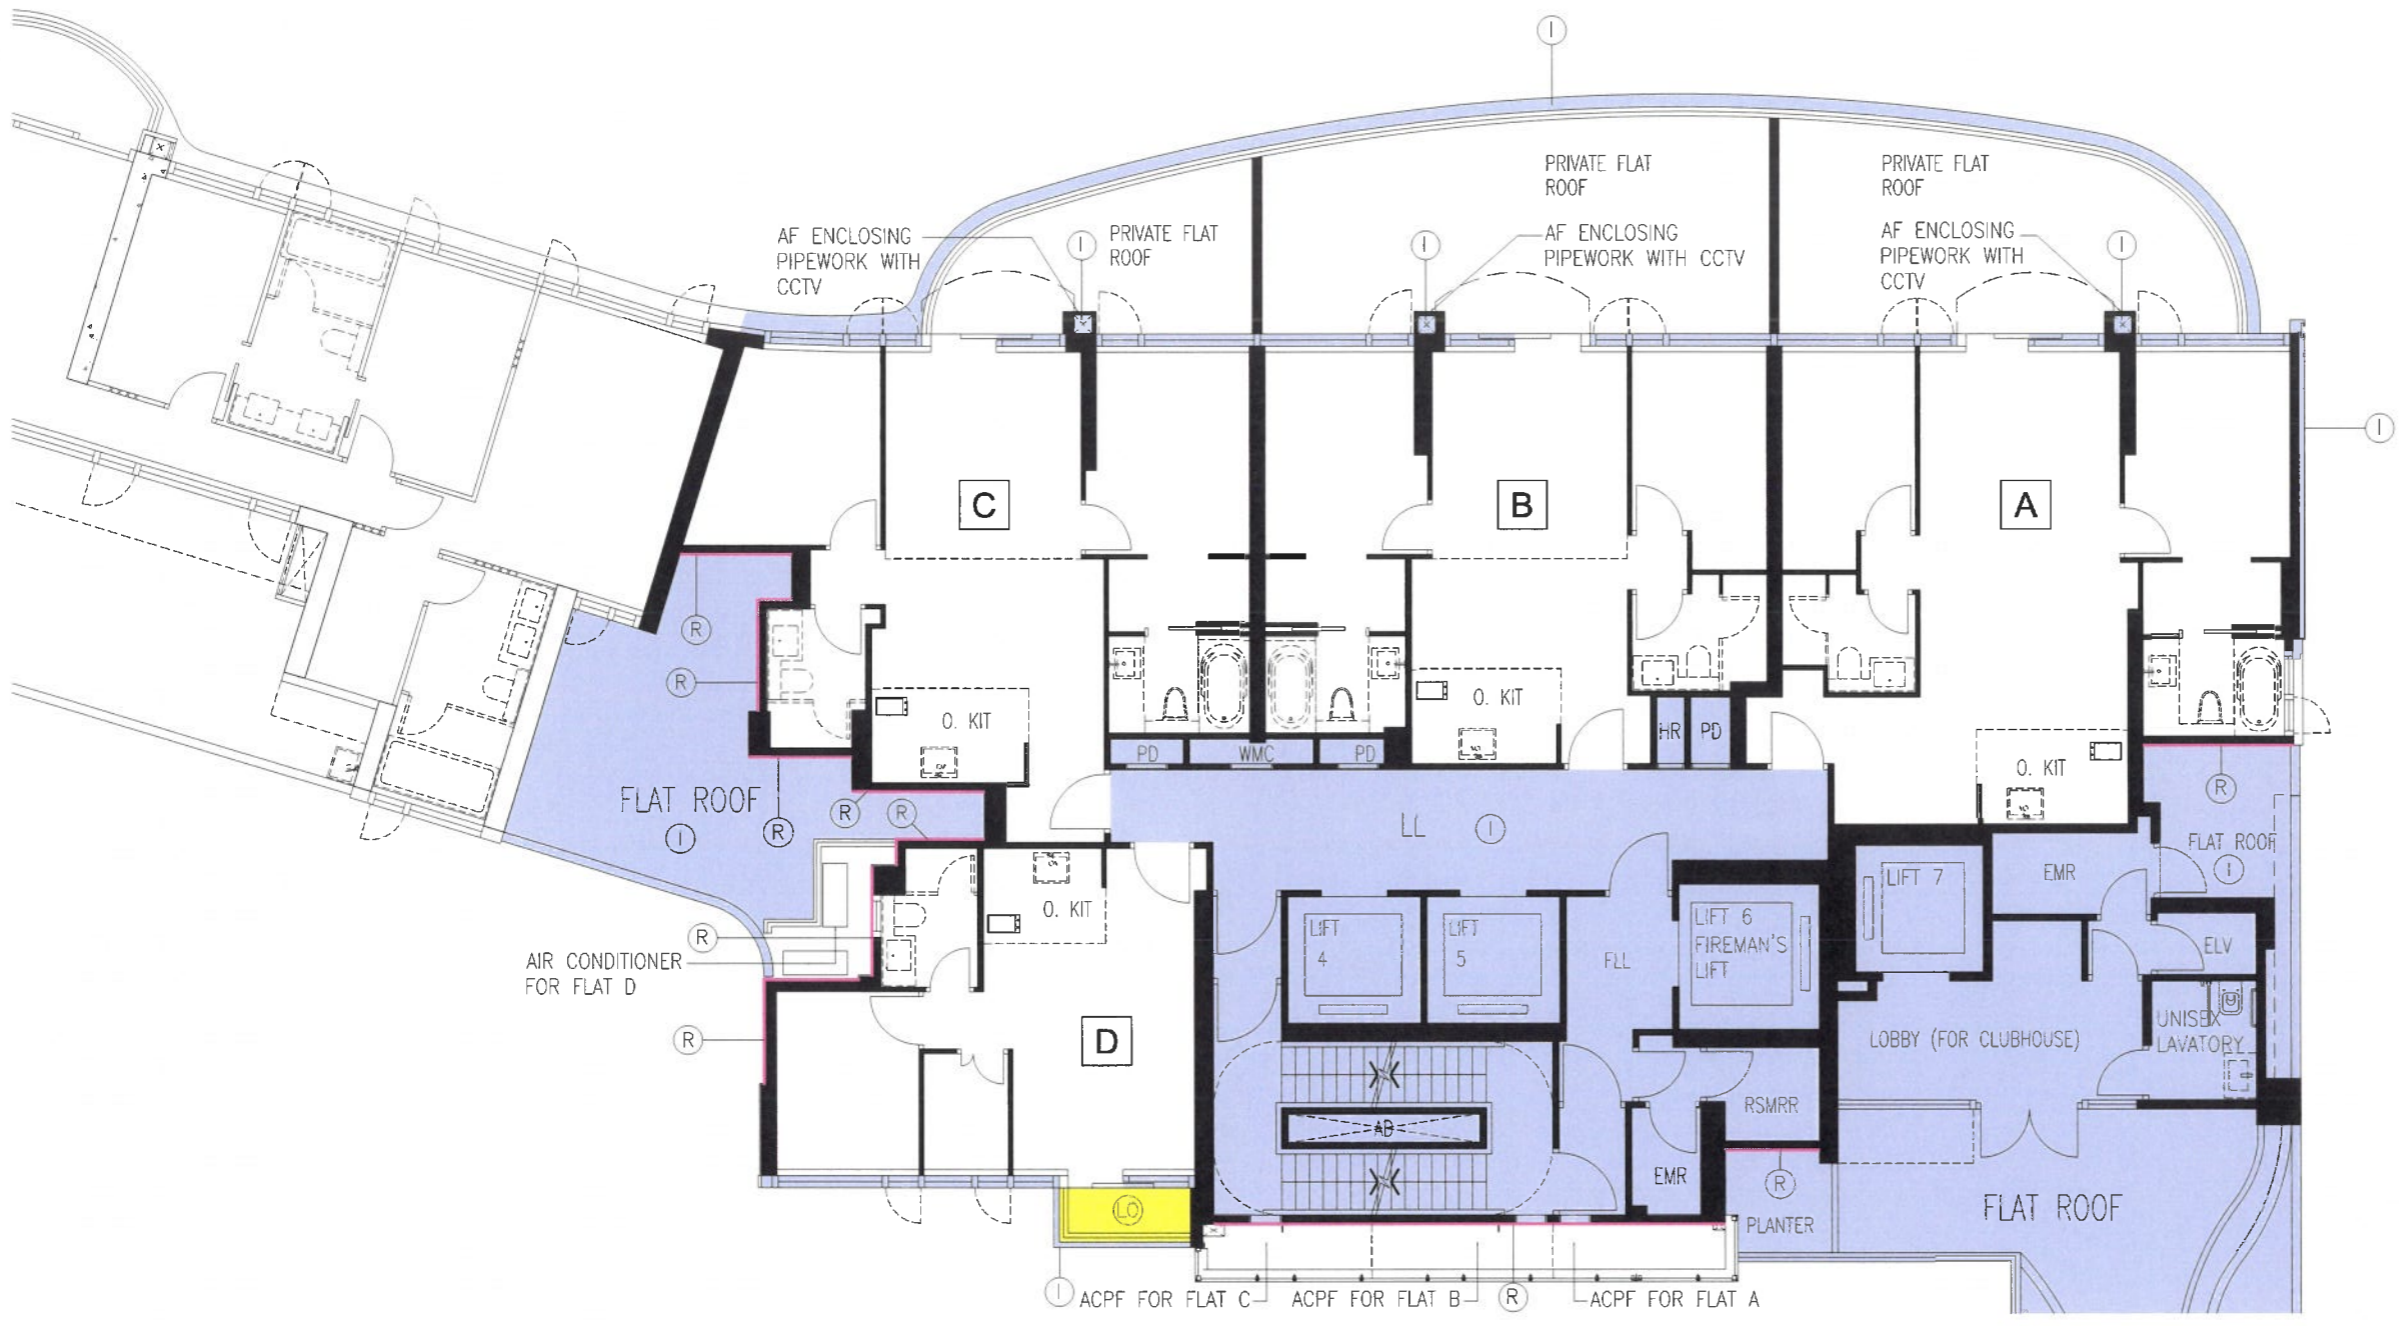 I
PRIVATE FLAT
ROOF
PRIVATE FLAT
ROOF
AF ENCLOSING
PIPEWORK WITH
CCTV
I
PRIVATE FLAT
ROOF
I
AF ENCLOSING
PIPEWORK WITH CCTV
AF ENCLOSING
PIPEWORK WITH
CCTV
I
I
C
B
A
R
R
O. KIT
O. KIT
HR
PD
PD
WMC
PD
O. KIT
FLAT ROOF
I
R
R
R
R
LL
I
FLAT ROOF
I
EMR
LIFT 7
O. KIT
LIFT
4
LIFT
5
FLL
LIFT 6
FIREMAN'S
LIFT
ELV
R
AIR CONDITIONER
FOR FLAT D
UNISEX
LAVATORY
LOBBY (FOR CLUBHOUSE)
R
D
RSMRR
AD
EMR
R
LO
PLANTER
FLAT ROOF
I
ACPF FOR FLAT C
ACPF FOR FLAT B
R
ACPF FOR FLAT A